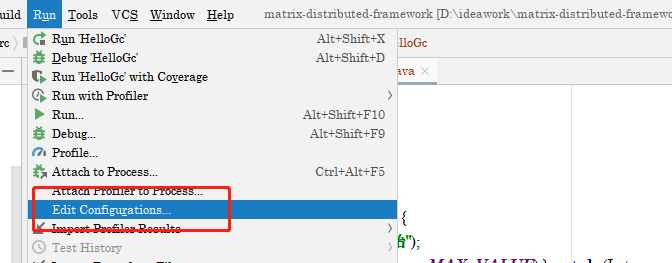 uild Run Tools VCS Window Help matrix-distributed-framework [D:\ideawork\matrix-distributed-framewo
rc HelloGc
Run 'HelloGc' Alt+Shift+X
Debug 'HelloGc' Alt+Shift+D
ava ×
Run 'HelloGc' with Coverage
Run with Profiler
Run... Alt+Shift+F10
Debug... Alt+Shift+F9
Profile...
Attach to Process... Ctrl+Alt+F5
Attach Profiler to Process...
Edit Configurations...
{
Import Profiler Results
");
Test History
MAX_VALUE)